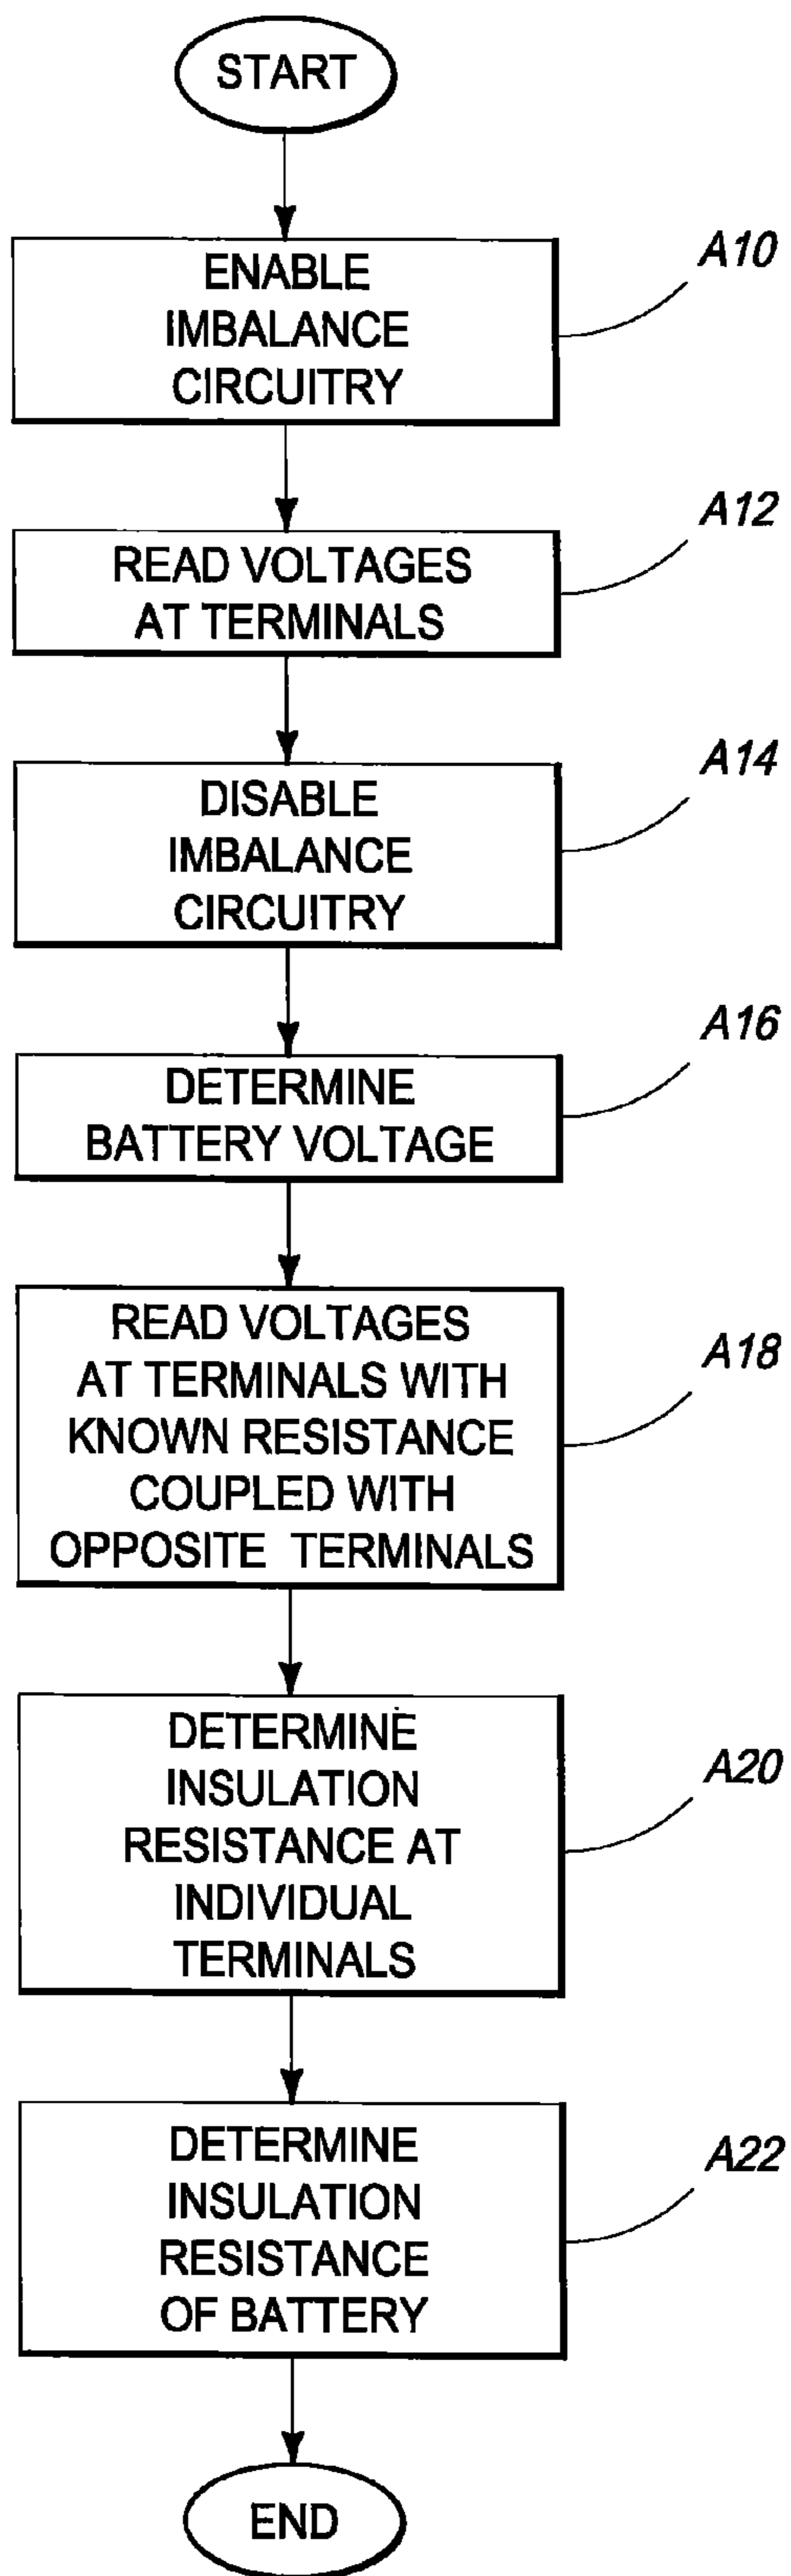 START
ENABLE
IMBALANCE
CIRCUITRY
A10
READ VOLTAGES
AT TERMINALS
A12
DISABLE
IMBALANCE
CIRCUITRY
A14
DETERMINE
BATTERY VOLTAGE
A16
READ VOLTAGES
AT TERMINALS WITH
KNOWN RESISTANCE
COUPLED WITH
OPPOSITE TERMINALS
A18
DETERMINE
INSULATION
RESISTANCE AT
INDIVIDUAL
TERMINALS
A20
DETERMINE
INSULATION
RESISTANCE
OF BATTERY
A22
END